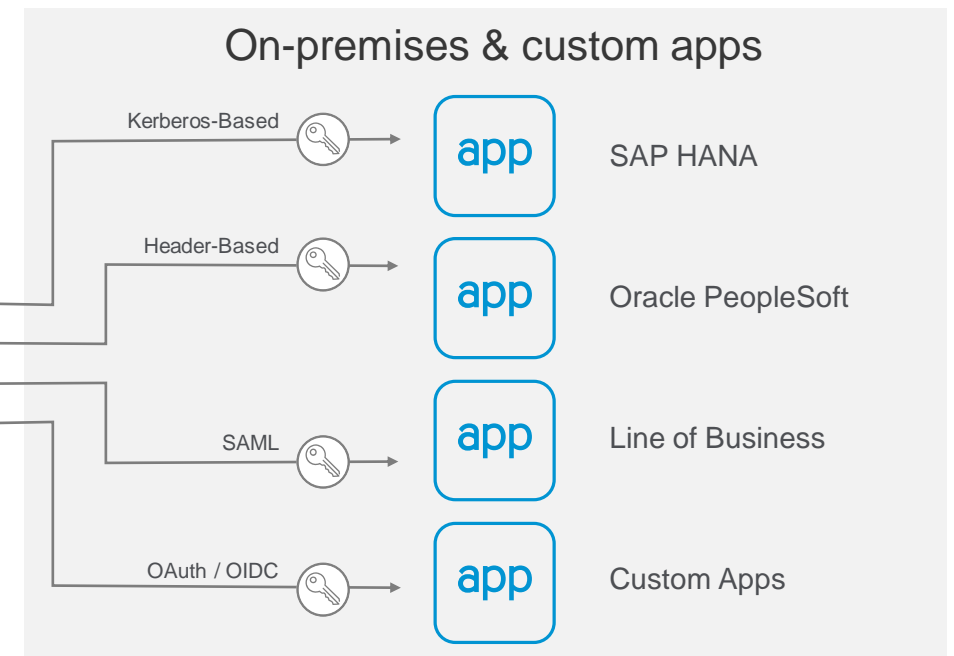 On-premises & custom apps
Kerberos-Based
app
SAP HANA
Header-Based
app
Oracle PeopleSoft
SAML
app
Line of Business
OAuth / OIDC
app
Custom Apps